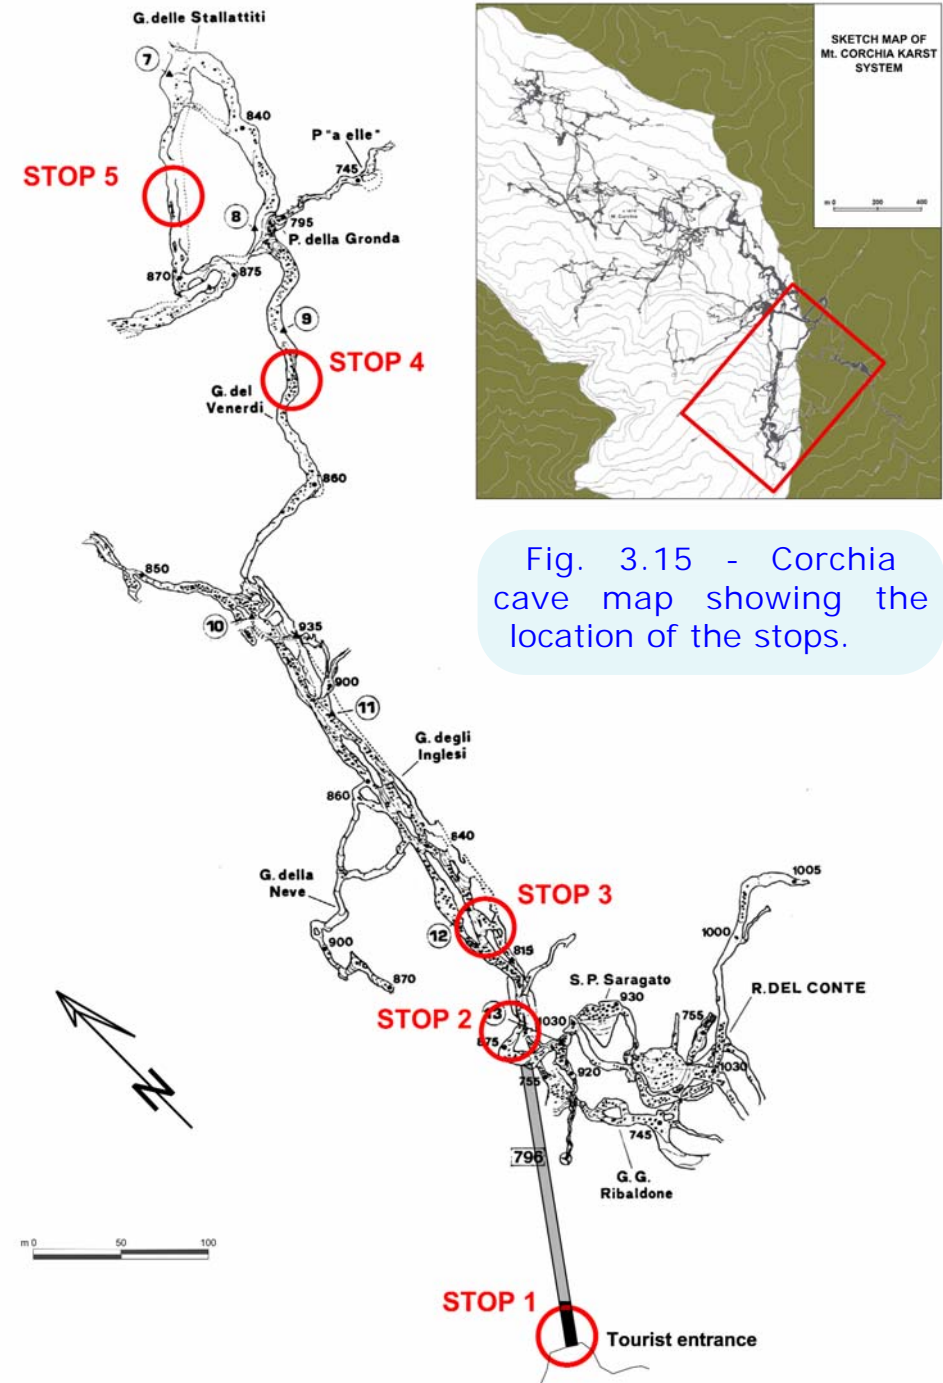 G. delle Stallattiti
7
840
P "a elle"
STOP 5
745
8
795
P. della Gronda
870
875
9
STOP 4
G. del
Venerdi
860
850
10
935
900
11
G. degli
Inglesi
860
840
G. della
Neve
STOP 3
12
900
815
870
1005
1000
S. P. Saragato
930
R. DEL CONTE
STOP 2
13
1030
755
875
920
755
1030
745
796
G. G.
Ribaldone
N
m 0 50 100
STOP 1
Tourist entrance
SKETCH MAP OF
Mt. CORCHIA KARST
SYSTEM
m 0 200 400
M. Corchia
Fig. 3.15 - Corchia
cave map showing the
location of the stops.